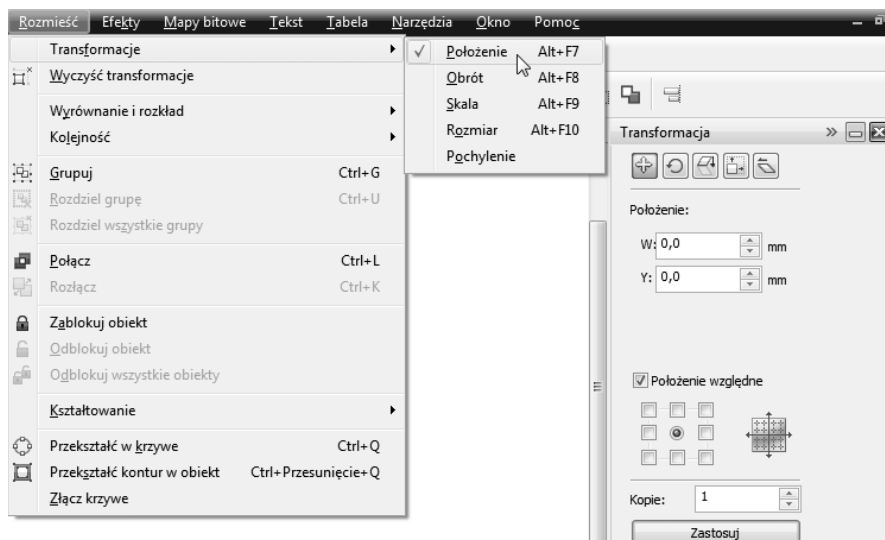 Rozmieść Efekty Mapy bitowe Tekst Tabela Narzędzia Okno Pomoc
Transformacje
Wyczyść transformacje
Wyrównanie i rozkład
Kolejność
Grupuj Ctrl+G
Rozdziel grupę Ctrl+U
Rozdziel wszystkie grupy
Połącz Ctrl+L
Rozłącz Ctrl+K
Zablokuj obiekt
Odblokuj obiekt
Odblokuj wszystkie obiekty
Kształtowanie
Przekształć w krzywe Ctrl+Q
Przekształć kontur w obiekt Ctrl+Przesunięcie+Q
Złącz krzywe
Położenie Alt+F7
Obrót Alt+F8
Skala Alt+F9
Rozmiar Alt+F10
Pochylenie
Transformacja
Położenie:
W: 0,0 mm
Y: 0,0 mm
Położenie względne
Kopie: 1
Zastosuj